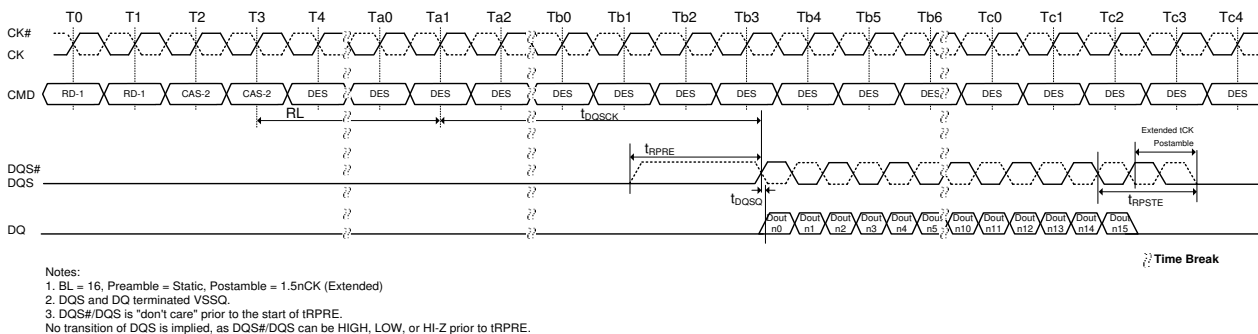 T0 T1 T2 T3 T4 Ta0 Ta1 Ta2 Tb0 Tb1 Tb2 Tb3 Tb4 Tb5 Tb6 Tc0 Tc1 Tc2 Tc3 Tc4
CK#
CK
CMD RD-1 RD-1 CAS-2 CAS-2 DES DES DES DES DES DES DES DES DES DES DES DES DES DES DES DES
RL tDQSCK
Extended tCK
Postamble
tRPRE
DQS#
DQS
tDQSQ tRPSTE
DQ Dout n0 Dout n1 Dout n2 Dout n3 Dout n4 Dout n5 Dout n10 Dout n11 Dout n12 Dout n13 Dout n14 Dout n15
Time Break
Notes:
1. BL = 16, Preamble = Static, Postamble = 1.5nCK (Extended)
2. DQS and DQ terminated VSSQ.
3. DQS#/DQS is "don't care" prior to the start of tRPRE.
No transition of DQS is implied, as DQS#/DQS can be HIGH, LOW, or HI-Z prior to tRPRE.